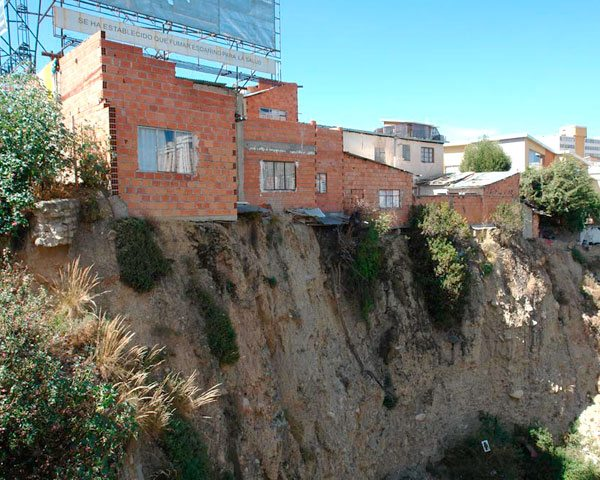 SE HA ESTABLECIDO QUE FUMAR ES DAÑINO PARA LA SALUD